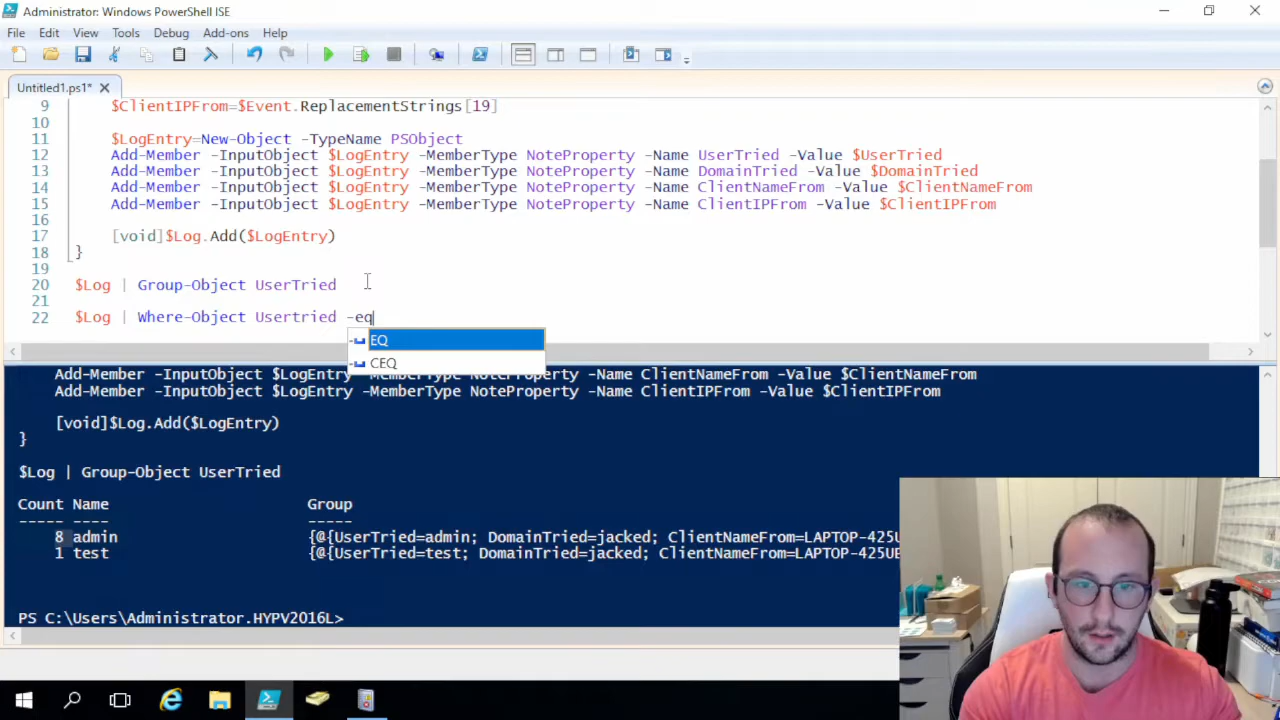 Administrator: Windows PowerShell ISE
File Edit View Tools Debug Add-ons Help
Untitled1.ps1*
9 $ClientIPFrom=$Event.ReplacementStrings[19]
10
11 $LogEntry=New-Object -TypeName PSObject
12 Add-Member -InputObject $LogEntry -MemberType NoteProperty -Name UserTried -Value $UserTried
13 Add-Member -InputObject $LogEntry -MemberType NoteProperty -Name DomainTried -Value $DomainTried
14 Add-Member -InputObject $LogEntry -MemberType NoteProperty -Name ClientNameFrom -Value $ClientNameFrom
15 Add-Member -InputObject $LogEntry -MemberType NoteProperty -Name ClientIPFrom -Value $ClientIPFrom
16
17 [void]$Log.Add($LogEntry)
18 }
19
20 $Log | Group-Object UserTried
21
22 $Log | Where-Object Usertried -eq
EQ
CEQ
Add-Member -InputObject $LogEntry -MemberType NoteProperty -Name ClientNameFrom -Value $ClientNameFrom
Add-Member -InputObject $LogEntry -MemberType NoteProperty -Name ClientIPFrom -Value $ClientIPFrom
[void]$Log.Add($LogEntry)
}
$Log | Group-Object UserTried
Count Name Group
----- ---- -----
8 admin {@{UserTried=admin; DomainTried=jacked; ClientNameFrom=LAPTOP-425U
1 test {@{UserTried=test; DomainTried=jacked; ClientNameFrom=LAPTOP-425UE
PS C:\Users\Administrator.HYPV2016L>